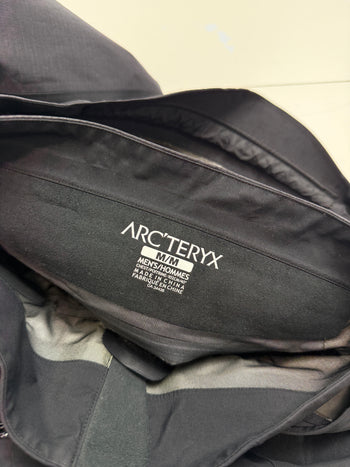 ARC'TERYX
M/M
MEN'S/HOMMES
MADE IN CHINA
FABRIQUÉ EN CHINE